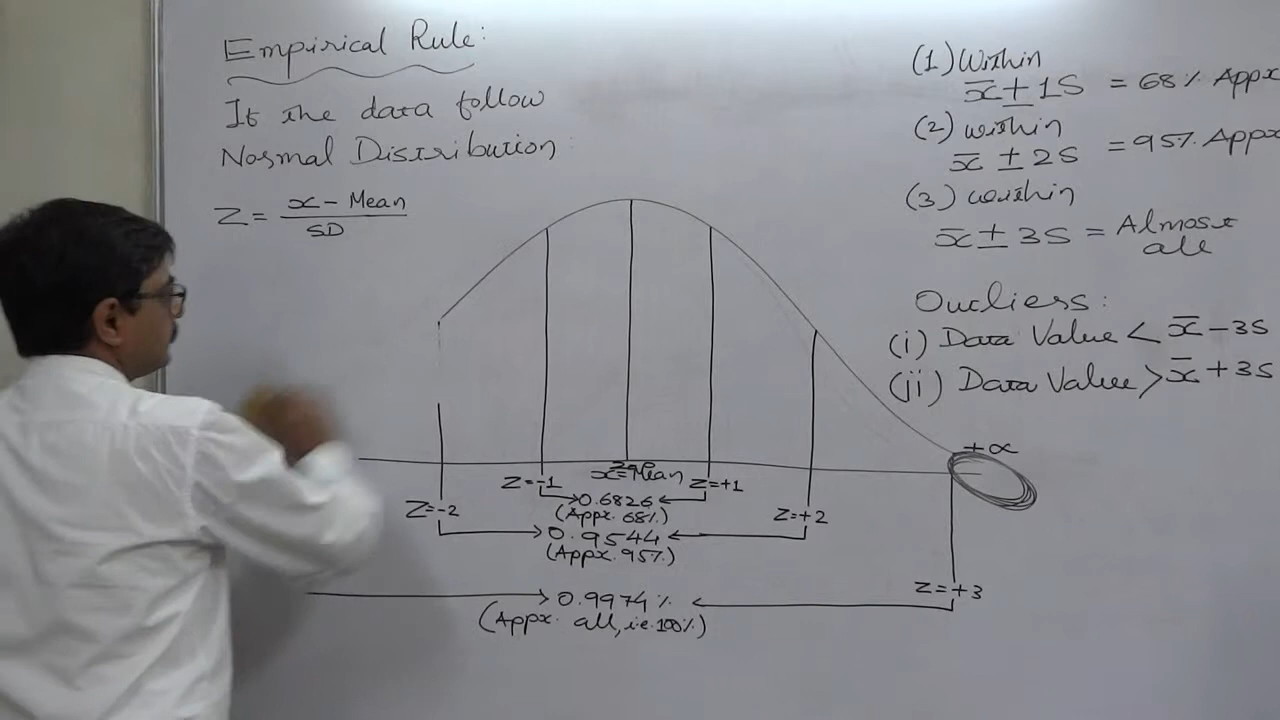 Empirical Rule:
If the data follow
Normal Distribution:
Z = x - Mean
SD
(1) Within
x̄ ± 1S = 68% Appx
(2) within
x̄ ± 2S = 95% Appx
(3) within
x̄ ± 3S = Almost
all
Outliers:
(i) Data Value < x̄ - 3S
(ii) Data Value > x̄ + 3S
+∝
x=Mean
Z=-1
Z=+1
0.6826
(Appx. 68%)
Z=-2
Z=+2
0.9544
(Appx. 95%)
Z=+3
0.9974%
(Appx. all, i.e. 100%)